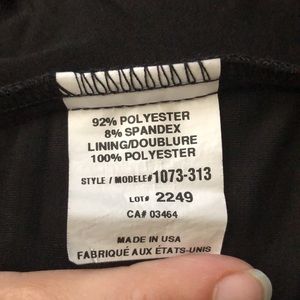 92% POLYESTER
8% SPANDEX
LINING/DOUBLURE
100% POLYESTER
STYLE / MODELE# 1073-313
LOT# 2249
CA# 03464
MADE IN USA
FABRIQUÉ AUX ÉTATS-UNIS